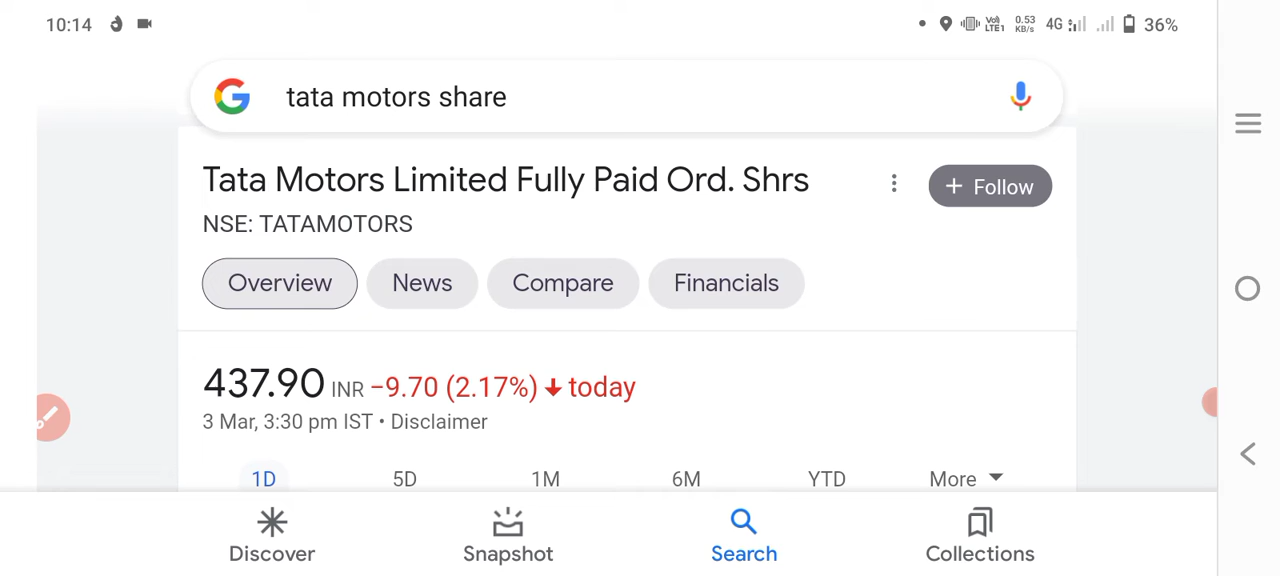 10:14 Vo) LTE1 0.53 KB/s 4G 36%
tata motors share
Tata Motors Limited Fully Paid Ord. Shrs
+ Follow
NSE: TATAMOTORS
Overview News Compare Financials
437.90 INR −9.70 (2.17%) ↓ today
3 Mar, 3:30 pm IST • Disclaimer
1D 5D 1M 6M YTD More
Discover Snapshot Search Collections